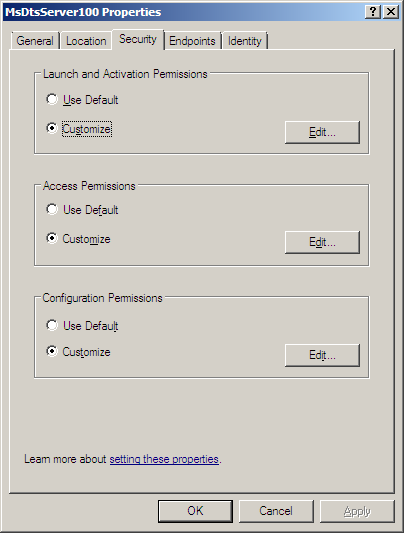 MsDtsServer100 Properties
General Location Security Endpoints Identity
Launch and Activation Permissions
Use Default
Customize
Edit...
Access Permissions
Use Default
Customize
Edit...
Configuration Permissions
Use Default
Customize
Edit...
Learn more about setting these properties.
OK Cancel Apply